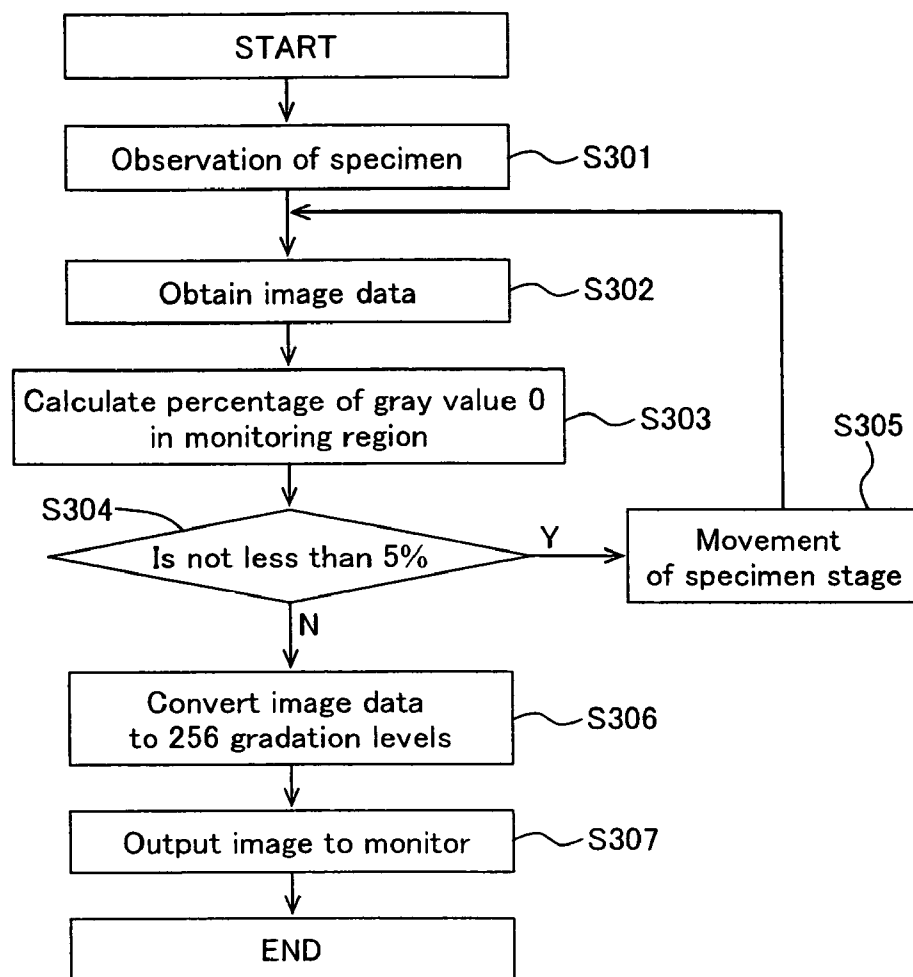 START
Observation of specimen
S301
Obtain image data
S302
Calculate percentage of gray value 0
in monitoring region
S303
S305
S304
Is not less than 5%
Y
Movement
of specimen stage
N
Convert image data
to 256 gradation levels
S306
Output image to monitor
S307
END